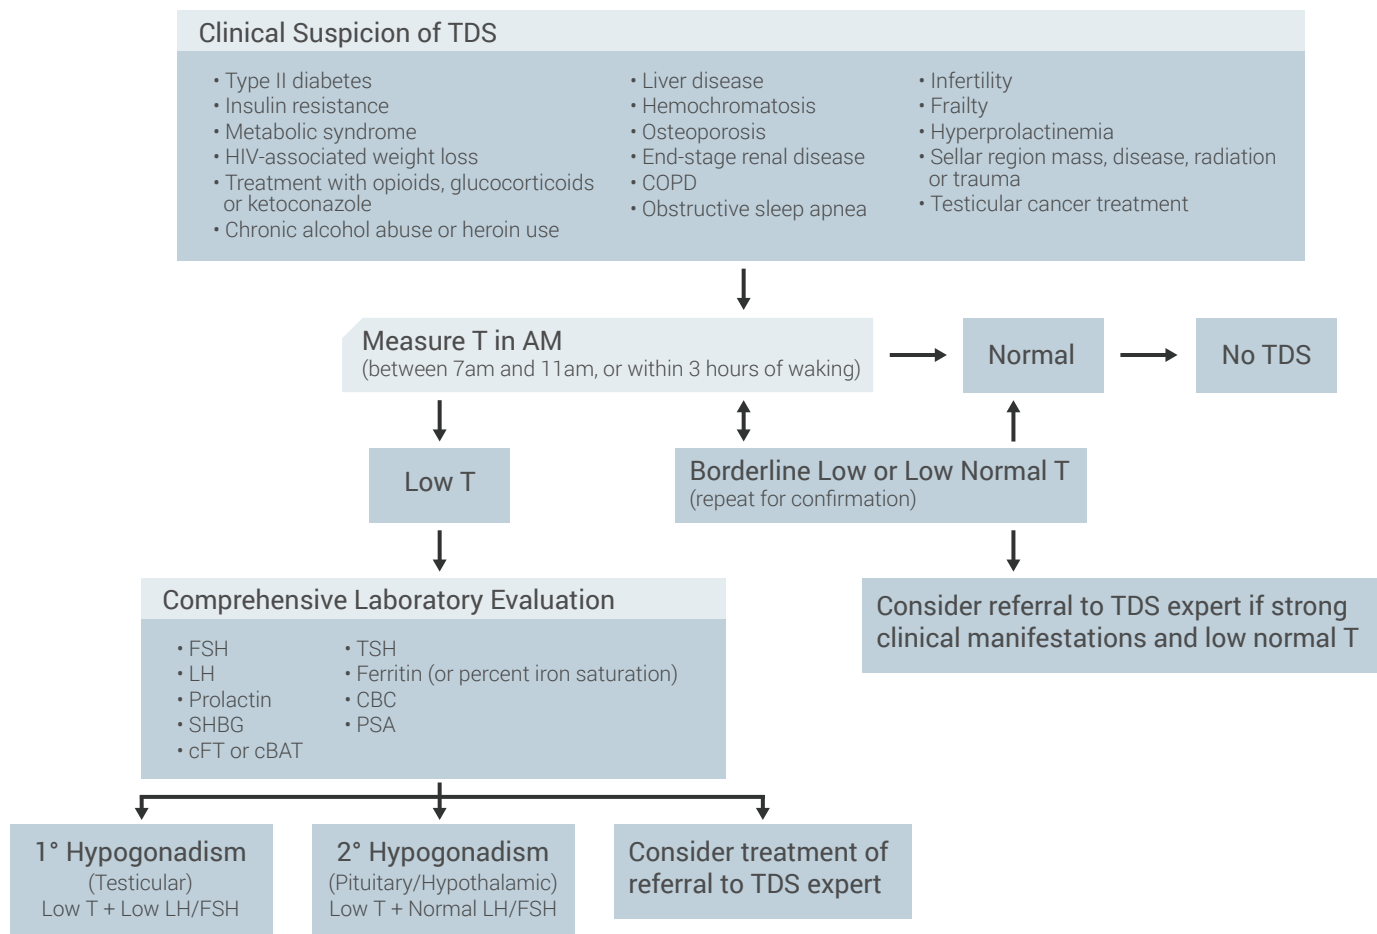 Clinical Suspicion of TDS
• Type II diabetes
• Insulin resistance
• Metabolic syndrome
• HIV-associated weight loss
• Treatment with opioids, glucocorticoids
or ketoconazole
• Chronic alcohol abuse or heroin use
• Liver disease
• Hemochromatosis
• Osteoporosis
• End-stage renal disease
• COPD
• Obstructive sleep apnea
• Infertility
• Frailty
• Hyperprolactinemia
• Sellar region mass, disease, radiation
or trauma
• Testicular cancer treatment
Measure T in AM
(between 7am and 11am, or within 3 hours of waking)
Normal
No TDS
Low T
Borderline Low or Low Normal T
(repeat for confirmation)
Consider referral to TDS expert if strong
clinical manifestations and low normal T
Comprehensive Laboratory Evaluation
• FSH
• LH
• Prolactin
• SHBG
• cFT or cBAT
• TSH
• Ferritin (or percent iron saturation)
• CBC
• PSA
1° Hypogonadism
(Testicular)
Low T + Low LH/FSH
2° Hypogonadism
(Pituitary/Hypothalamic)
Low T + Normal LH/FSH
Consider treatment of
referral to TDS expert